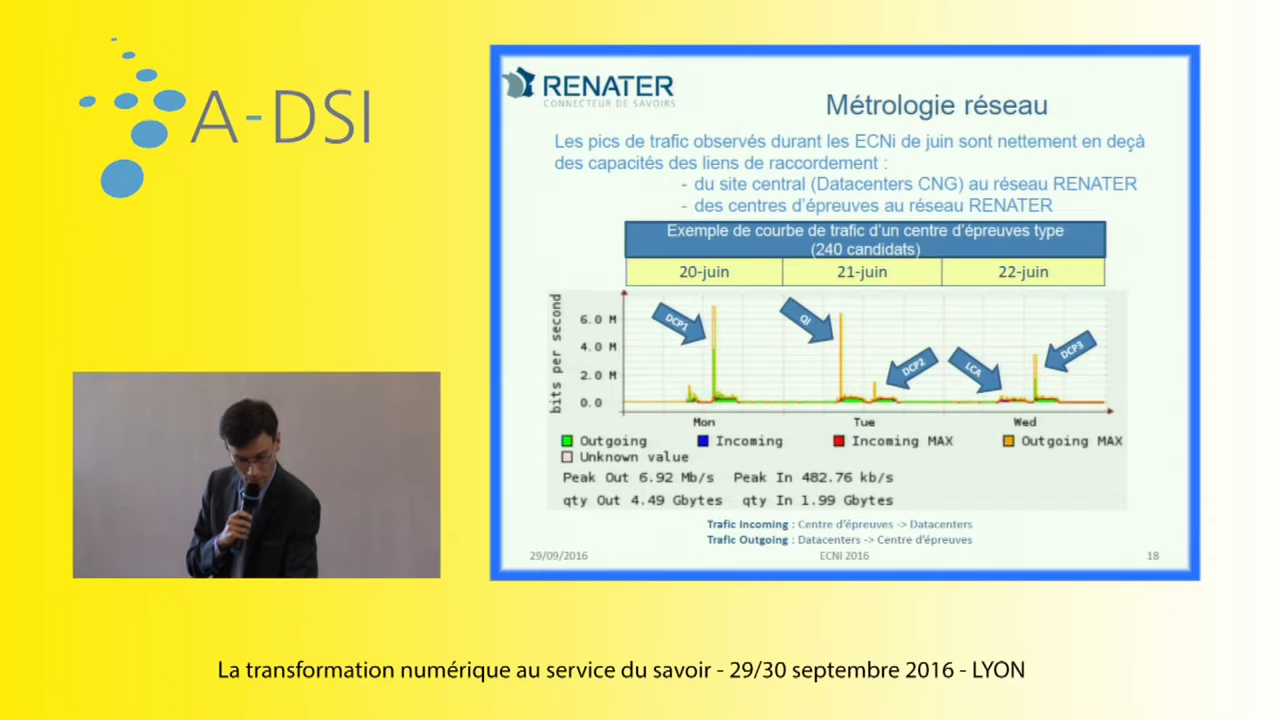 A-DSI
RENATER
CONNECTEUR DE SAVOIRS
Métrologie réseau
Les pics de trafic observés durant les ECNi de juin sont nettement en deçà
des capacités des liens de raccordement :
- du site central (Datacenters CNG) au réseau RENATER
- des centres d'épreuves au réseau RENATER
Exemple de courbe de trafic d'un centre d'épreuves type
(240 candidats)
20-juin 21-juin 22-juin
bits per second
6.0 M
4.0 M
2.0 M
0.0
DCP1
QI
DCP2
LCA
DCP3
Mon Tue Wed
Outgoing Incoming Incoming MAX Outgoing MAX
Unknown value
Peak Out 6.92 Mb/s Peak In 482.76 kb/s
qty Out 4.49 Gbytes qty In 1.99 Gbytes
Trafic Incoming : Centre d'épreuves -> Datacenters
Trafic Outgoing : Datacenters -> Centre d'épreuves
29/09/2016 ECNI 2016 18
La transformation numérique au service du savoir - 29/30 septembre 2016 - LYON